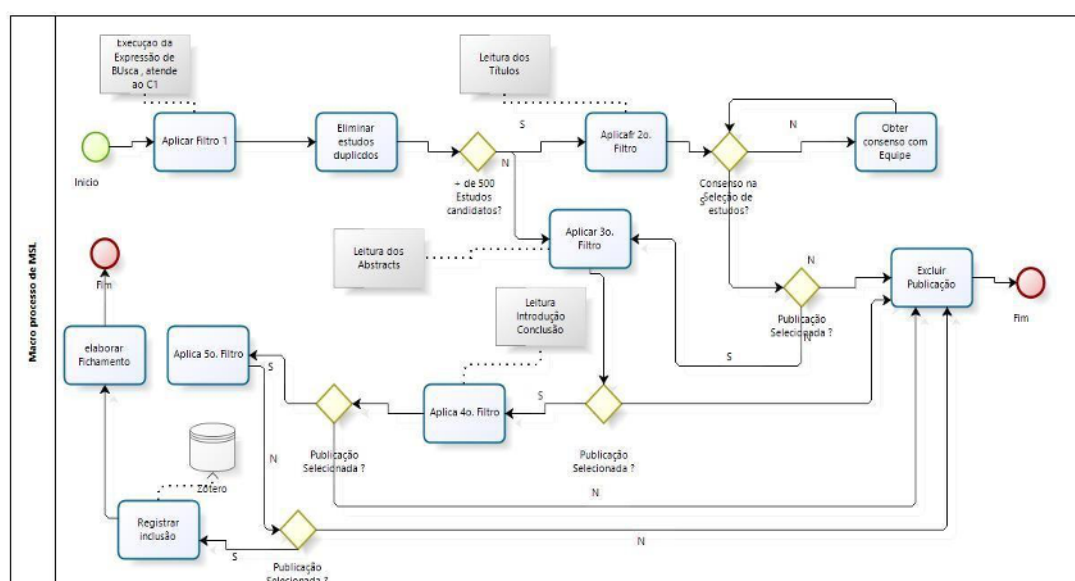 Macro processo de MSL
Execução da
Expressão de
BUsca , atende
ao C1
Leitura dos
Títulos
Inicio
Aplicar Filtro 1
Eliminar
estudos
duplicdos
+ de 500
Estudos
candidatos?
S
N
Aplicafr 2o.
Filtro
Consenso na
Seleção de
estudos?
N
S
Obter
consenso com
Equipe
Leitura dos
Abstracts
Aplicar 3o.
Filtro
Publicação
Selecionada ?
N
N
S
Excluir
Publicação
Fim
Fim
elaborar
Fichamento
Aplica 5o. Filtro
S
N
Leitura
Introdução
Conclusão
Aplica 4o. Filtro
S
S
N
Publicação
Selecionada ?
Publicação
Selecionada ?
N
Zotero
Registrar
inclusão
S
Publicação
Selecionada ?
N